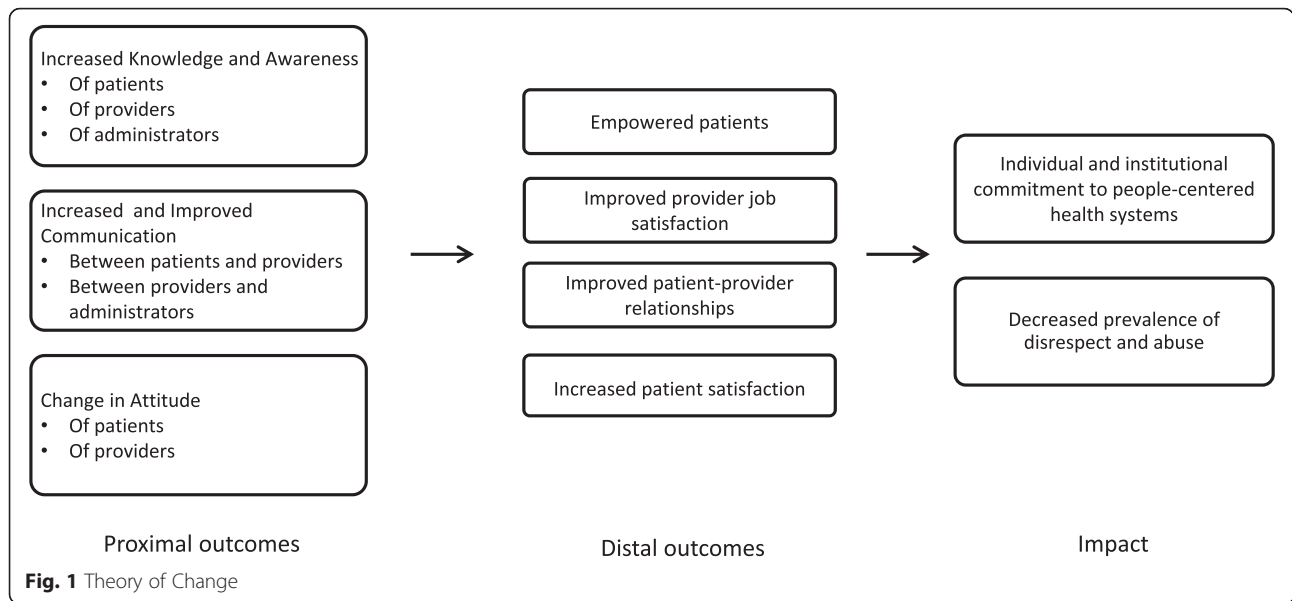 Increased Knowledge and Awareness
• Of patients
• Of providers
• Of administrators
Increased and Improved
Communication
• Between patients and providers
• Between providers and
administrators
Change in Attitude
• Of patients
• Of providers
Proximal outcomes
Empowered patients
Improved provider job
satisfaction
Improved patient-provider
relationships
Increased patient satisfaction
Distal outcomes
Individual and institutional
commitment to people-centered
health systems
Decreased prevalence of
disrespect and abuse
Impact
Fig. 1 Theory of Change